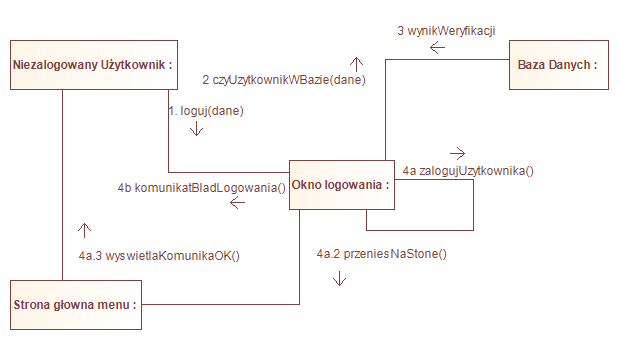 3 wynikWeryfikacji
Niezalogowany Użytkownik :
Baza Danych :
2 czyUzytkownikWBazie(dane)
1. loguj(dane)
4a zalogujUzytkownika()
Okno logowania :
4b komunikatBladLogowania()
4a.3 wyswietlaKomunikaOK()
4a.2 przeniesNaStone()
Strona głowna menu :